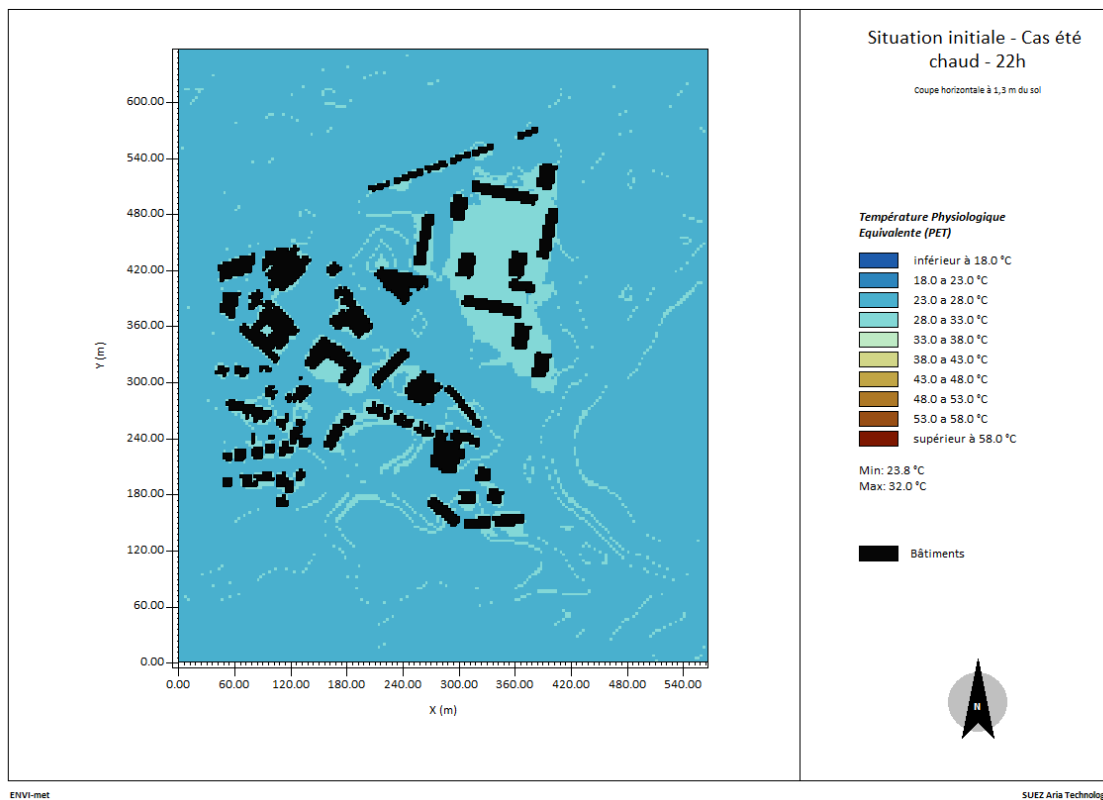 Situation initiale - Cas été
chaud - 22h
Coupe horizontale à 1,3 m du sol
600.00
540.00
480.00
420.00
360.00
300.00
240.00
180.00
120.00
60.00
0.00
Y (m)
0.00 60.00 120.00 180.00 240.00 300.00 360.00 420.00 480.00 540.00
X (m)
Température Physiologique
Equivalente (PET)
inférieur à 18.0 °C
18.0 a 23.0 °C
23.0 a 28.0 °C
28.0 a 33.0 °C
33.0 a 38.0 °C
38.0 a 43.0 °C
43.0 a 48.0 °C
48.0 a 53.0 °C
53.0 a 58.0 °C
supérieur à 58.0 °C
Min: 23.8 °C
Max: 32.0 °C
Bâtiments
N
ENVI-met
SUEZ Aria Technolog